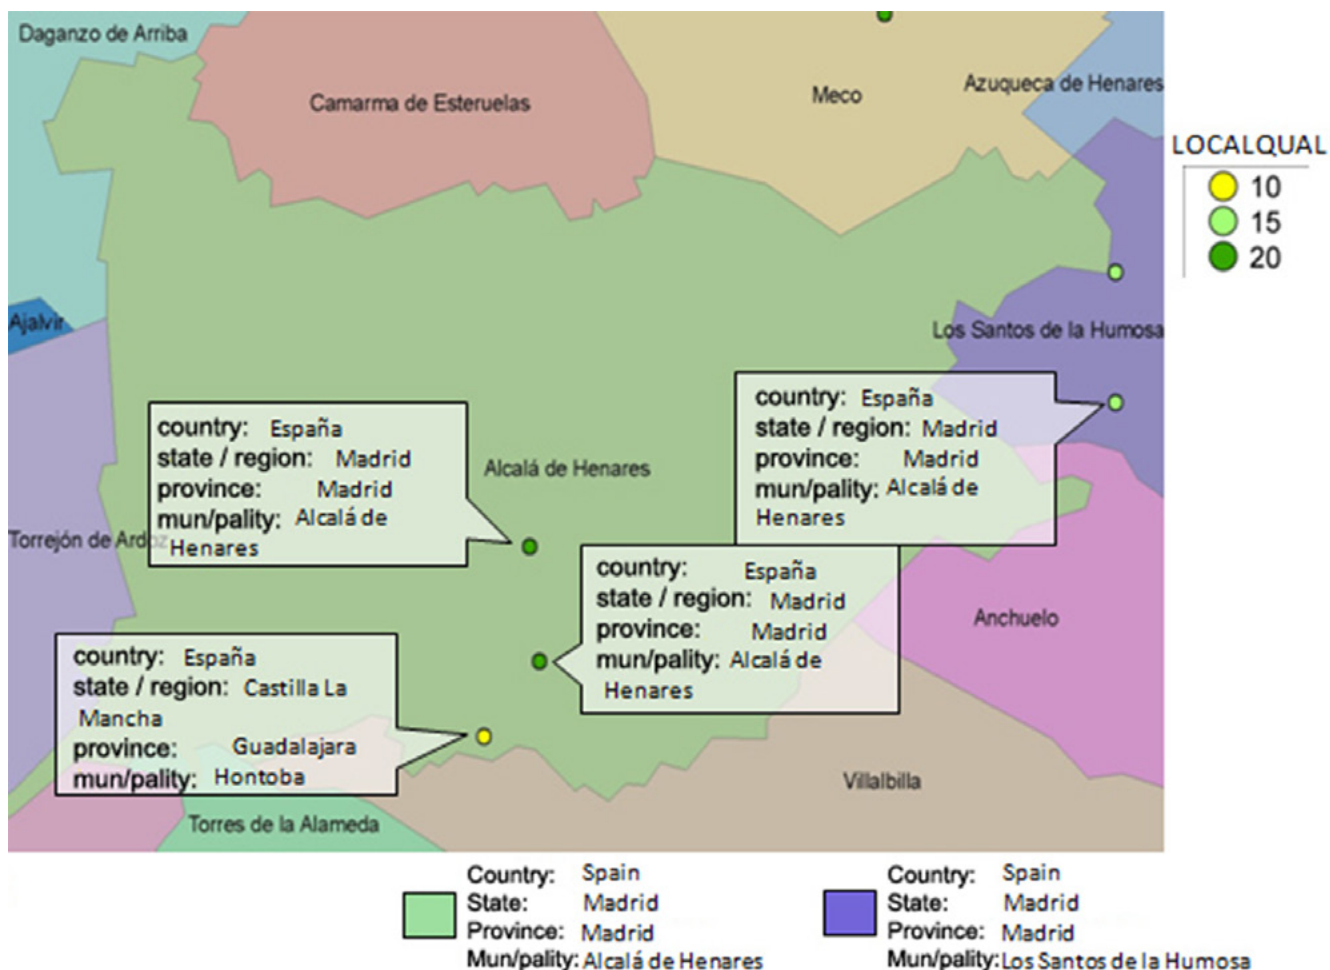 Daganzo de Arriba
Camarma de Esteruelas
Meco
Azuqueca de Henares
LOCALQUAL
10
15
20
Ajalvir
Los Santos de la Humosa
country: España
state / region: Madrid
province: Madrid
mun/pality: Alcalá de
Henares
Alcalá de Henares
country: España
state / region: Madrid
province: Madrid
mun/pality: Alcalá de
Henares
Torrejón de Ardoz
country: España
state / region: Madrid
province: Madrid
mun/pality: Alcalá de
Henares
Anchuelo
country: España
state / region: Castilla La
Mancha
province: Guadalajara
mun/pality: Hontoba
Villalbilla
Torres de la Alameda
Country: Spain
State: Madrid
Province: Madrid
Mun/pality: Alcalá de Henares
Country: Spain
State: Madrid
Province: Madrid
Mun/pality: Los Santos de la Humosa